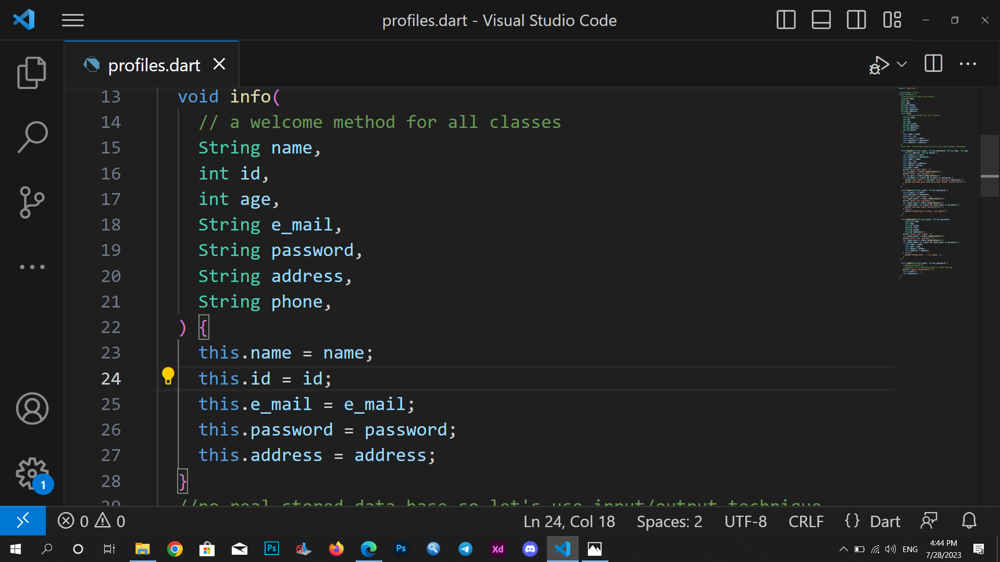 profiles.dart - Visual Studio Code
profiles.dart
13 void info(
14 // a welcome method for all classes
15 String name,
16 int id,
17 int age,
18 String e_mail,
19 String password,
20 String address,
21 String phone,
22 ) {
23 this.name = name;
24 this.id = id;
25 this.e_mail = e_mail;
26 this.password = password;
27 this.address = address;
28 }
29 //no real stored data base so let's use input/output technique
1
0 0 Ln 24, Col 18 Spaces: 2 UTF-8 CRLF {} Dart
Ps Ps Xd ENG 4:44 PM
7/28/2023